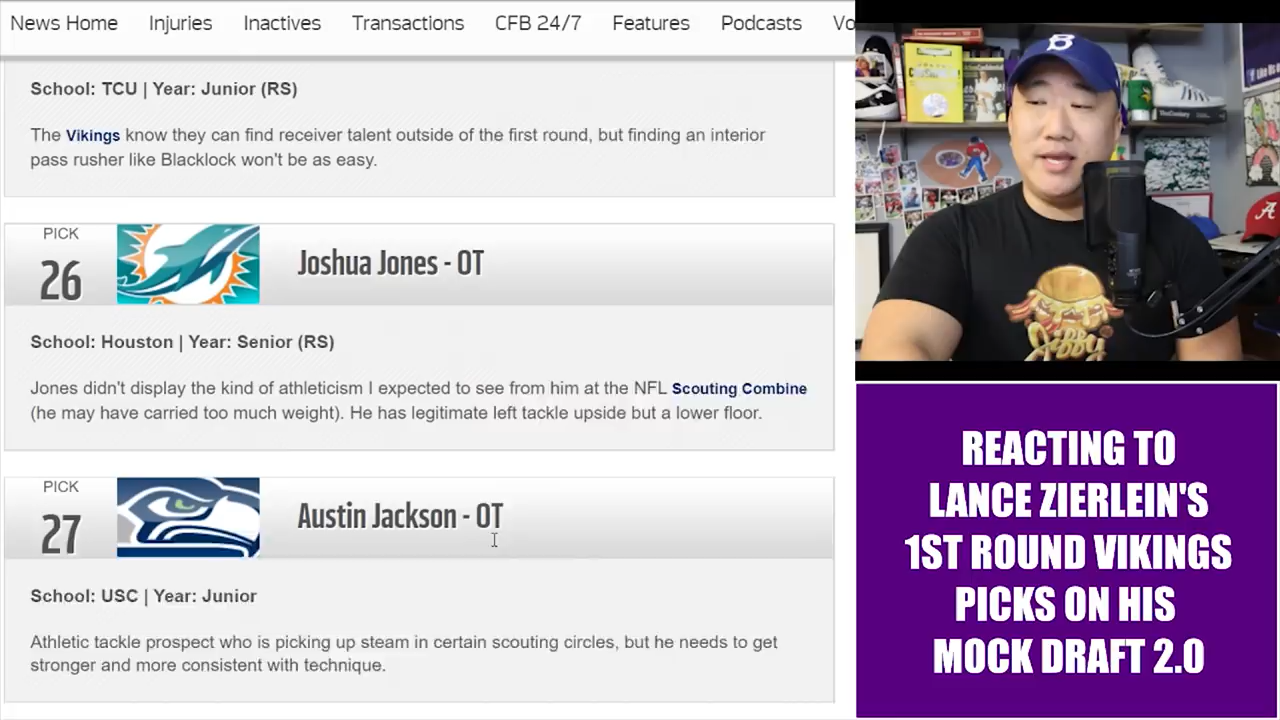 News Home Injuries Inactives Transactions CFB 24/7 Features Podcasts Vo
School: TCU | Year: Junior (RS)
The Vikings know they can find receiver talent outside of the first round, but finding an interior
pass rusher like Blacklock won't be as easy.
PICK
26
Joshua Jones - OT
School: Houston | Year: Senior (RS)
Jones didn't display the kind of athleticism I expected to see from him at the NFL Scouting Combine
(he may have carried too much weight). He has legitimate left tackle upside but a lower floor.
PICK
27
Austin Jackson - OT
School: USC | Year: Junior
Athletic tackle prospect who is picking up steam in certain scouting circles, but he needs to get
stronger and more consistent with technique.
B
A
Jiffy
REACTING TO
LANCE ZIERLEIN'S
1ST ROUND VIKINGS
PICKS ON HIS
MOCK DRAFT 2.0